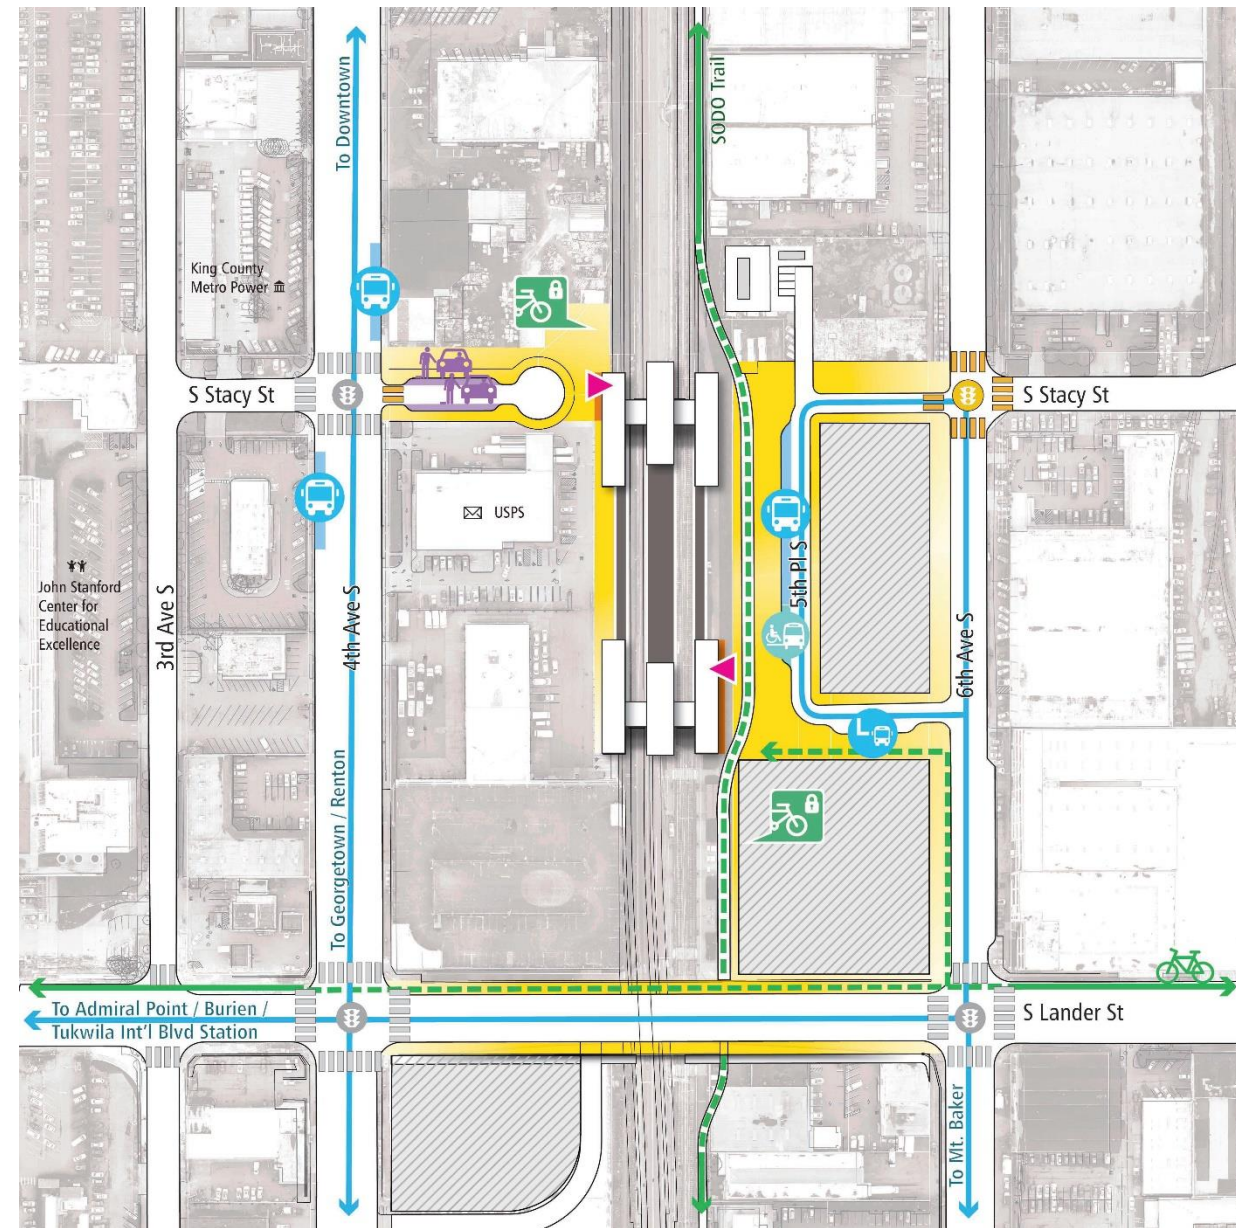 To Downtown
SODO Trail
King County
Metro Power
S Stacy St
S Stacy St
USPS
5th Pl S
John Stanford
Center for
Educational
Excellence
3rd Ave S
4th Ave S
6th Ave S
To Georgetown / Renton
To Admiral Point / Burien /
Tukwila Int'l Blvd Station
S Lander St
To Mt. Baker